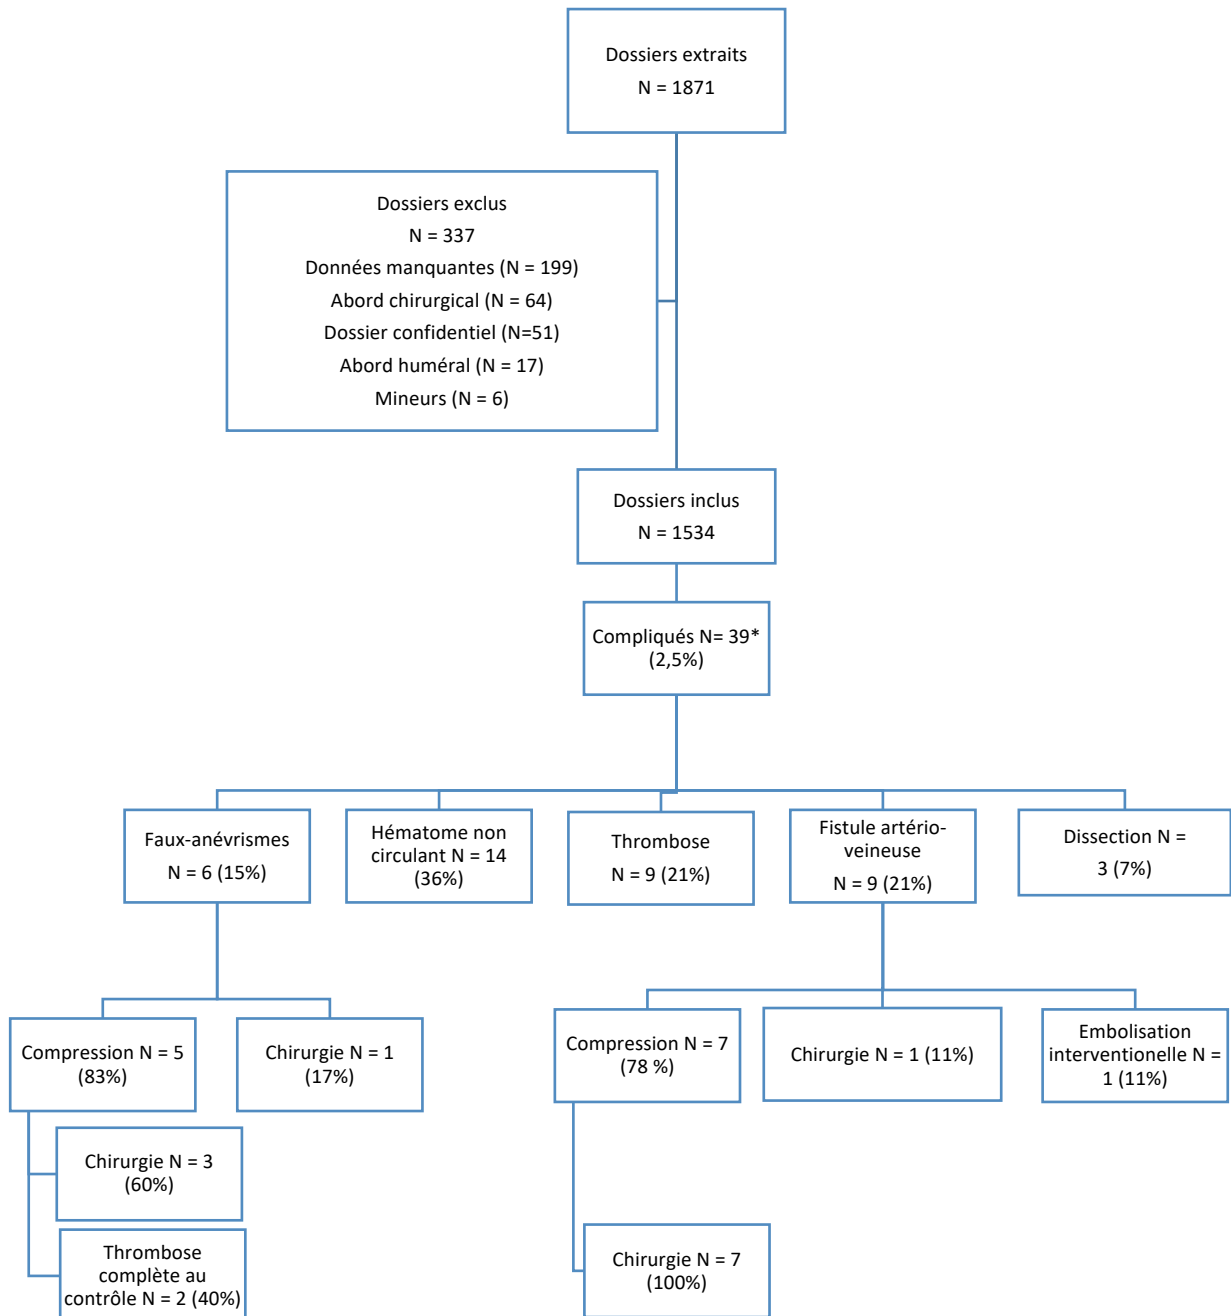 Dossiers extraits
N = 1871
Dossiers exclus
N = 337
Données manquantes (N = 199)
Abord chirurgical (N = 64)
Dossier confidentiel (N=51)
Abord huméral (N = 17)
Mineurs (N = 6)
Dossiers inclus
N = 1534
Compliqués N= 39*
(2,5%)
Faux-anévrismes
N = 6 (15%)
Hématome non
circulant N = 14
(36%)
Thrombose
N = 9 (21%)
Fistule artério-
veineuse
N = 9 (21%)
Dissection N =
3 (7%)
Compression N = 5
(83%)
Chirurgie N = 1
(17%)
Compression N = 7
(78 %)
Chirurgie N = 1 (11%)
Embolisation
interventionelle N =
1 (11%)
Chirurgie N = 3
(60%)
Thrombose
complète au
contrôle N = 2 (40%)
Chirurgie N = 7
(100%)